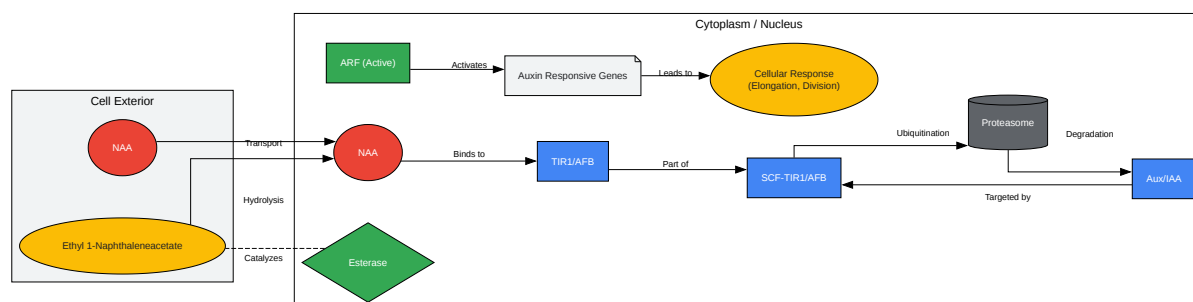 Cytoplasm / Nucleus
ARF (Active)
Activates
Auxin Responsive Genes
Leads to
Cellular Response
(Elongation, Division)
Cell Exterior
NAA
Transport
NAA
Binds to
TIR1/AFB
Part of
SCF-TIR1/AFB
Ubiquitination
Proteasome
Degradation
Aux/IAA
Targeted by
Hydrolysis
Ethyl 1-Naphthaleneacetate
Catalyzes
Esterase